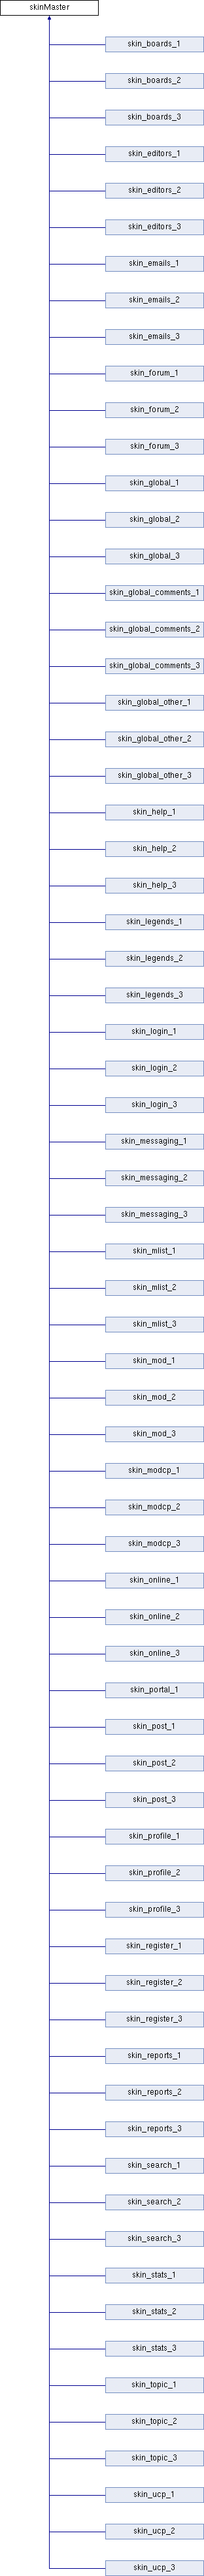 skinMaster
skin_boards_1
skin_boards_2
skin_boards_3
skin_editors_1
skin_editors_2
skin_editors_3
skin_emails_1
skin_emails_2
skin_emails_3
skin_forum_1
skin_forum_2
skin_forum_3
skin_global_1
skin_global_2
skin_global_3
skin_global_comments_1
skin_global_comments_2
skin_global_comments_3
skin_global_other_1
skin_global_other_2
skin_global_other_3
skin_help_1
skin_help_2
skin_help_3
skin_legends_1
skin_legends_2
skin_legends_3
skin_login_1
skin_login_2
skin_login_3
skin_messaging_1
skin_messaging_2
skin_messaging_3
skin_mlist_1
skin_mlist_2
skin_mlist_3
skin_mod_1
skin_mod_2
skin_mod_3
skin_modcp_1
skin_modcp_2
skin_modcp_3
skin_online_1
skin_online_2
skin_online_3
skin_portal_1
skin_post_1
skin_post_2
skin_post_3
skin_profile_1
skin_profile_2
skin_profile_3
skin_register_1
skin_register_2
skin_register_3
skin_reports_1
skin_reports_2
skin_reports_3
skin_search_1
skin_search_2
skin_search_3
skin_stats_1
skin_stats_2
skin_stats_3
skin_topic_1
skin_topic_2
skin_topic_3
skin_ucp_1
skin_ucp_2
skin_ucp_3